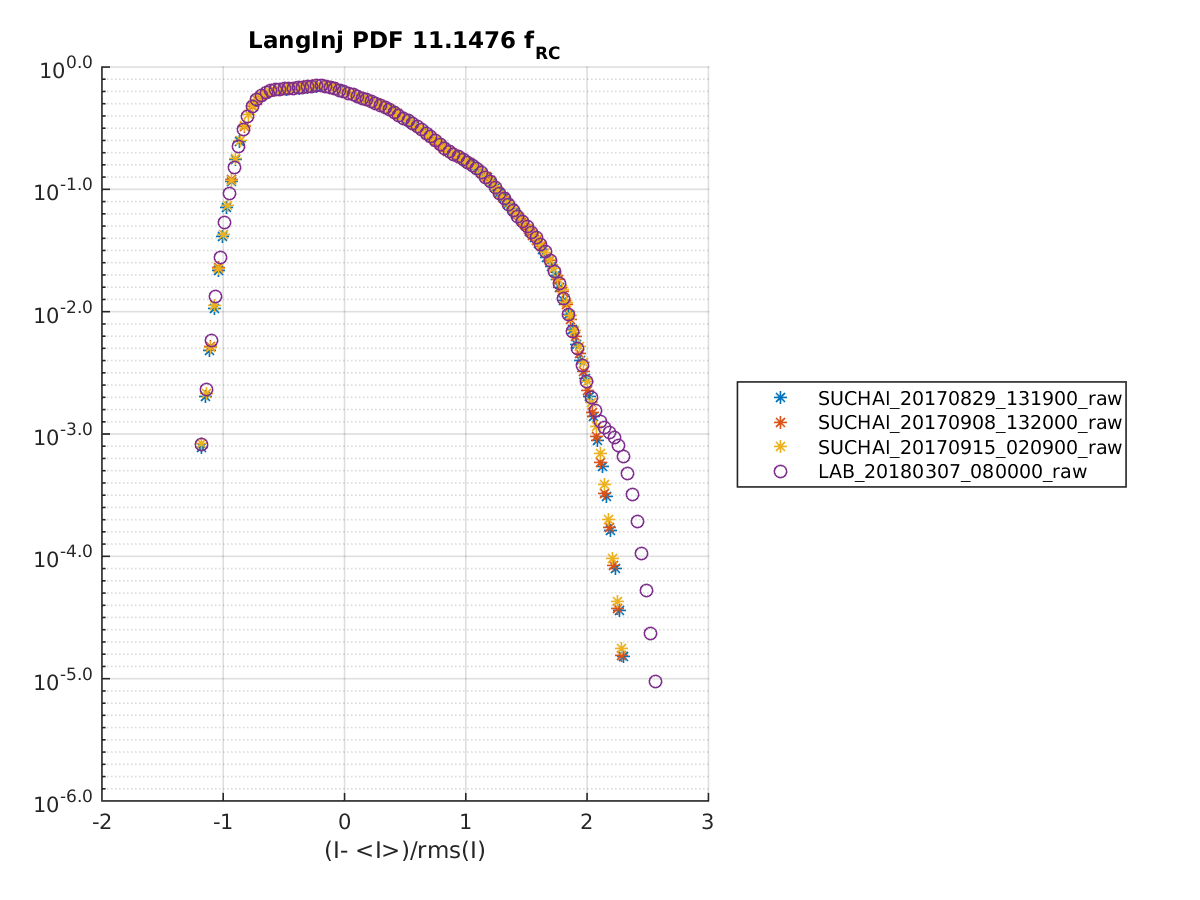 LangInj PDF 11.1476 f_RC
10^0.0
10^-1.0
10^-2.0
10^-3.0
10^-4.0
10^-5.0
10^-6.0
-2 -1 0 1 2 3
(I- <I>)/rms(I)
SUCHAI_20170829_131900_raw
SUCHAI_20170908_132000_raw
SUCHAI_20170915_020900_raw
LAB_20180307_080000_raw